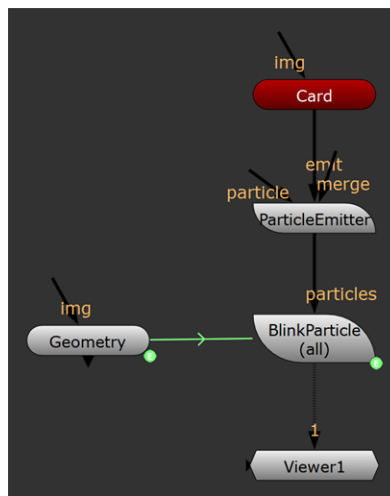 img
Card
emit
merge
particle
ParticleEmitter
particles
img
Geometry
BlinkParticle
(all)
1
Viewer1